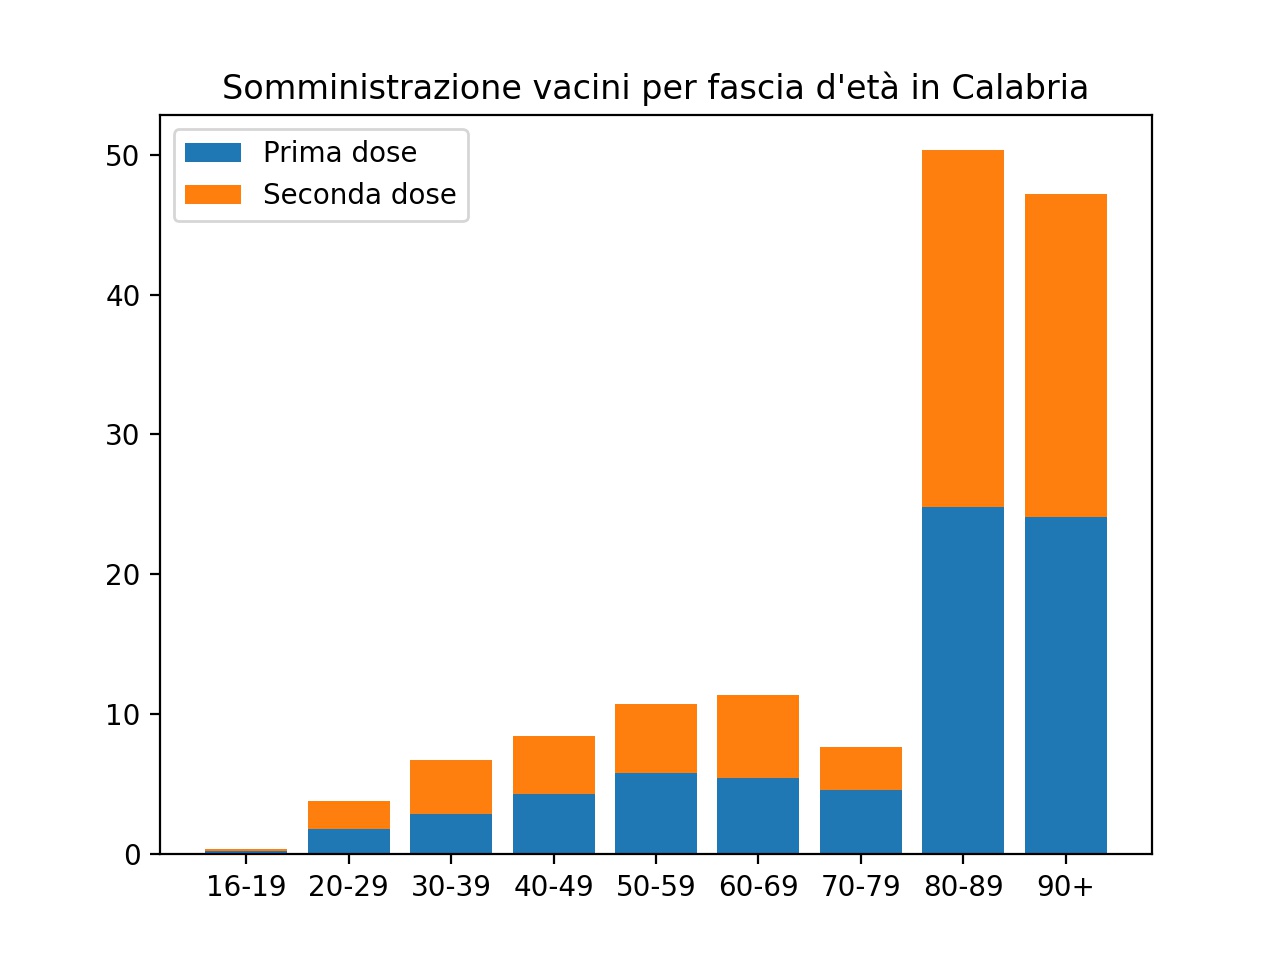 Somministrazione vacini per fascia d'età in Calabria
Prima dose
Seconda dose
50
40
30
20
10
0
16-19 20-29 30-39 40-49 50-59 60-69 70-79 80-89 90+